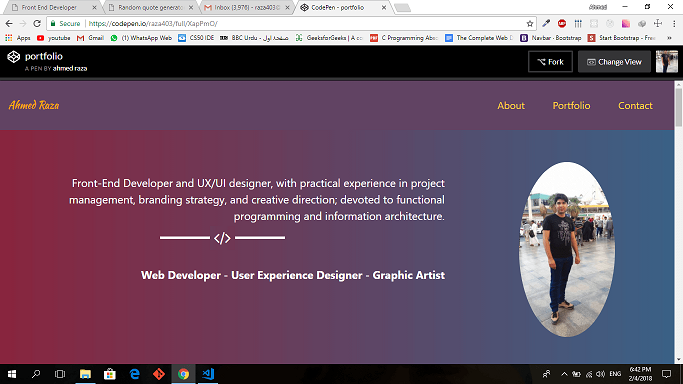 Front End Developer
Random quote generato
Inbox (3,976) - raza403@
CodePen - portfolio
Ahmed
Secure
https://codepen.io/raza403/full/XapPmO/
Apps
youtube
Gmail
(1) WhatsApp Web
CS50 IDE
BBC Urdu - صفحۂ اول
GeeksforGeeks | A co
C Programming Abso
The Complete Web D
Navbar · Bootstrap
Start Bootstrap - Free
portfolio
A PEN BY ahmed raza
Fork
Change View
Ahmed Raza
About
Portfolio
Contact
Front-End Developer and UX/UI designer, with practical experience in project
management, branding strategy, and creative direction; devoted to functional
programming and information architecture.
</>
Web Developer - User Experience Designer - Graphic Artist
ENG
6:42 PM
2/4/2018